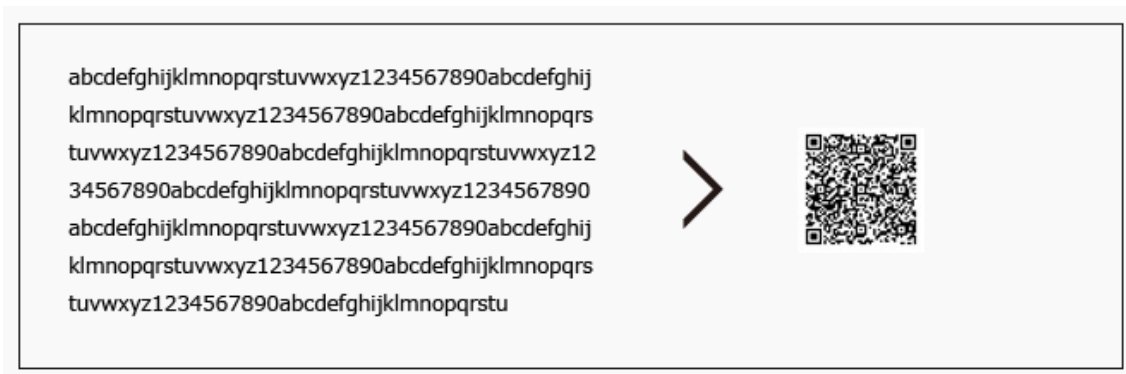 abcdefghijklmnopqrstuvwxyz1234567890abcdefghij
klmnopqrstuvwxyz1234567890abcdefghijklmnopqrs
tuvwxyz1234567890abcdefghijklmnopqrstuvwxyz12
34567890abcdefghijklmnopqrstuvwxyz1234567890
abcdefghijklmnopqrstuvwxyz1234567890abcdefghij
klmnopqrstuvwxyz1234567890abcdefghijklmnopqrs
tuvwxyz1234567890abcdefghijklmnopqrstu